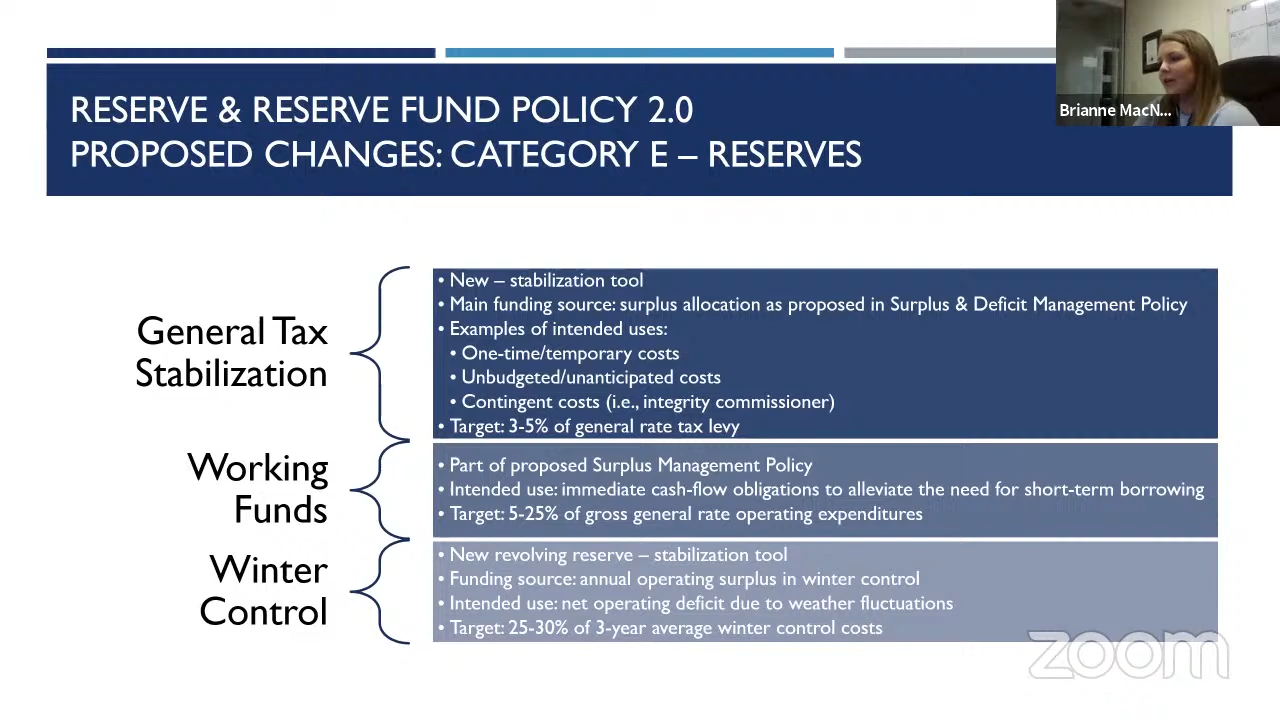 RESERVE & RESERVE FUND POLICY 2.0
PROPOSED CHANGES: CATEGORY E – RESERVES
Brianne MacN...
General Tax
Stabilization
• New – stabilization tool
• Main funding source: surplus allocation as proposed in Surplus & Deficit Management Policy
• Examples of intended uses:
• One-time/temporary costs
• Unbudgeted/unanticipated costs
• Contingent costs (i.e., integrity commissioner)
• Target: 3-5% of general rate tax levy
Working
Funds
• Part of proposed Surplus Management Policy
• Intended use: immediate cash-flow obligations to alleviate the need for short-term borrowing
• Target: 5-25% of gross general rate operating expenditures
Winter
Control
• New revolving reserve – stabilization tool
• Funding source: annual operating surplus in winter control
• Intended use: net operating deficit due to weather fluctuations
• Target: 25-30% of 3-year average winter control costs
zoom